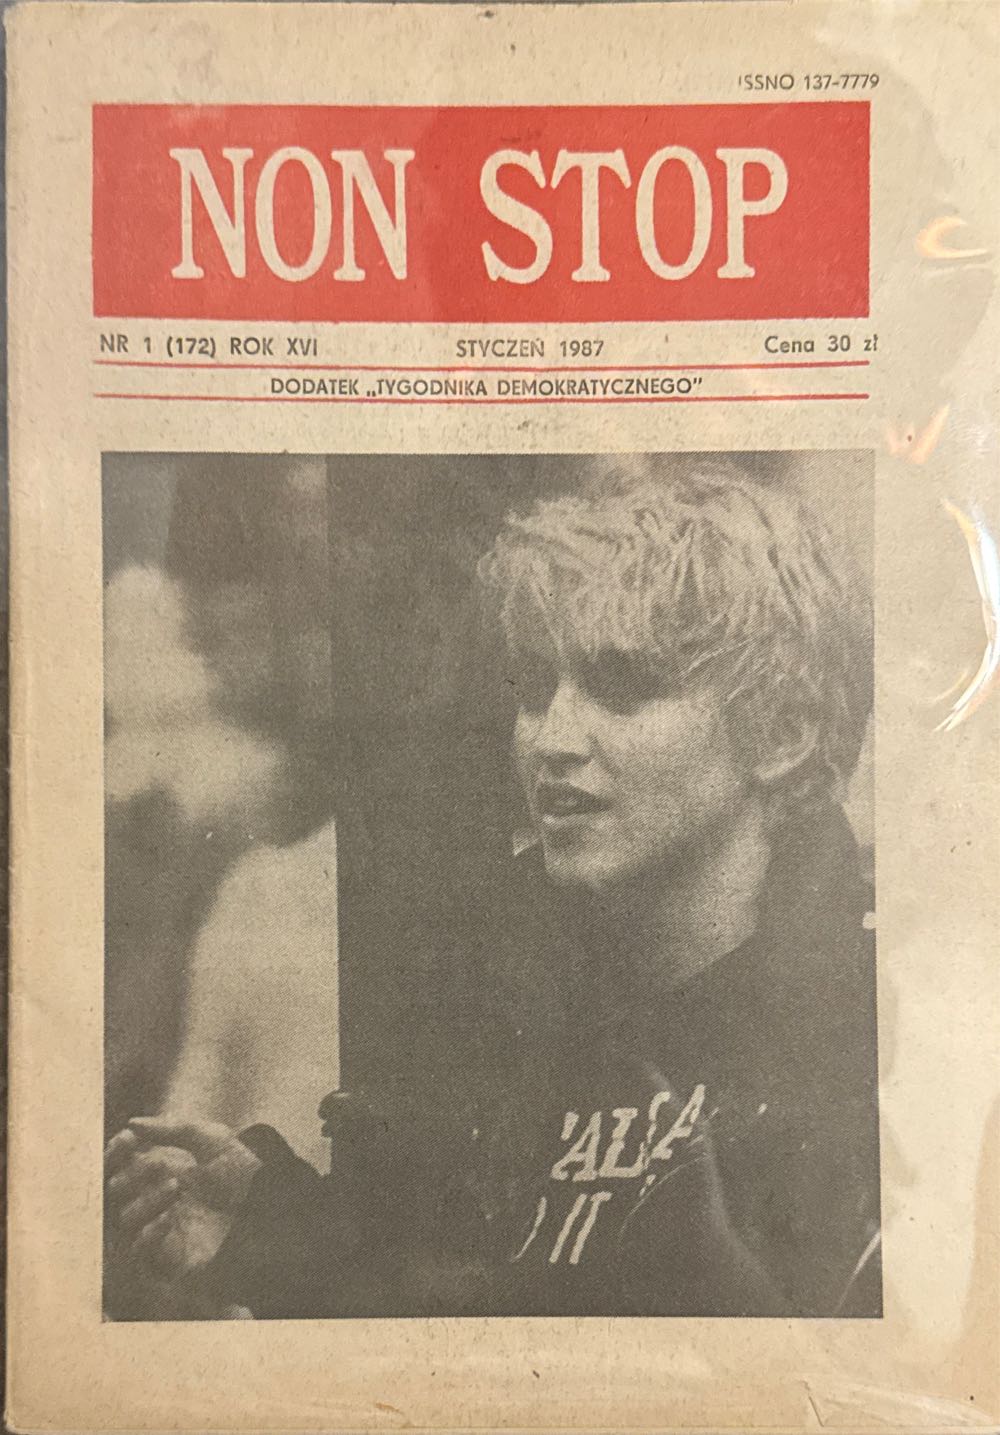 ISSNO 137-7779
NON STOP
NR 1 (172) ROK XVI STYCZEŃ 1987 Cena 30 zł
DODATEK „TYGODNIKA DEMOKRATYCZNEGO”